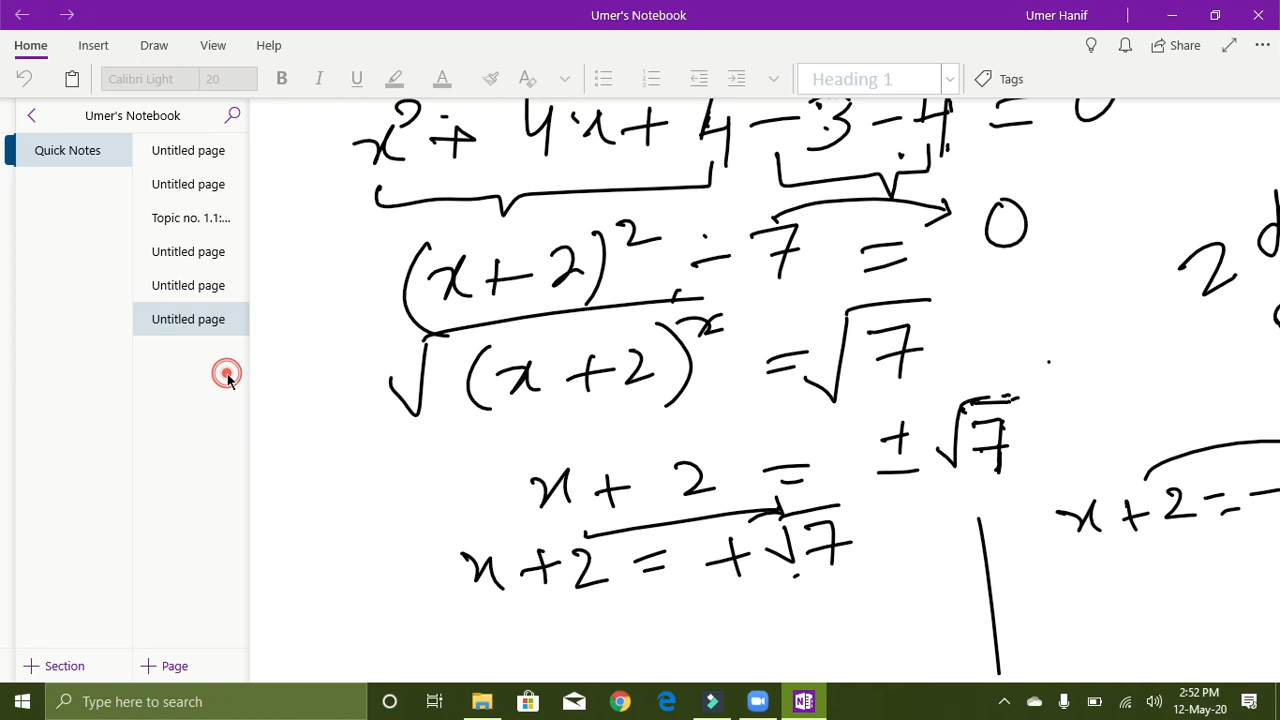 Umer's Notebook
Umer Hanif
Home Insert Draw View Help
Share
Calibri Light 20
B I U A
Heading 1
Tags
Umer's Notebook
Quick Notes
Untitled page
Untitled page
Topic no. 1.1:...
Untitled page
Untitled page
Untitled page
x² + 4x + 4 - 3 - 4 = 0
(x + 2)² - 7 = 0
√(x + 2)² = √7
x + 2 = ± √7
x + 2 = + √7
x + 2 = -
2
+ Section
+ Page
Type here to search
2:52 PM
12-May-20